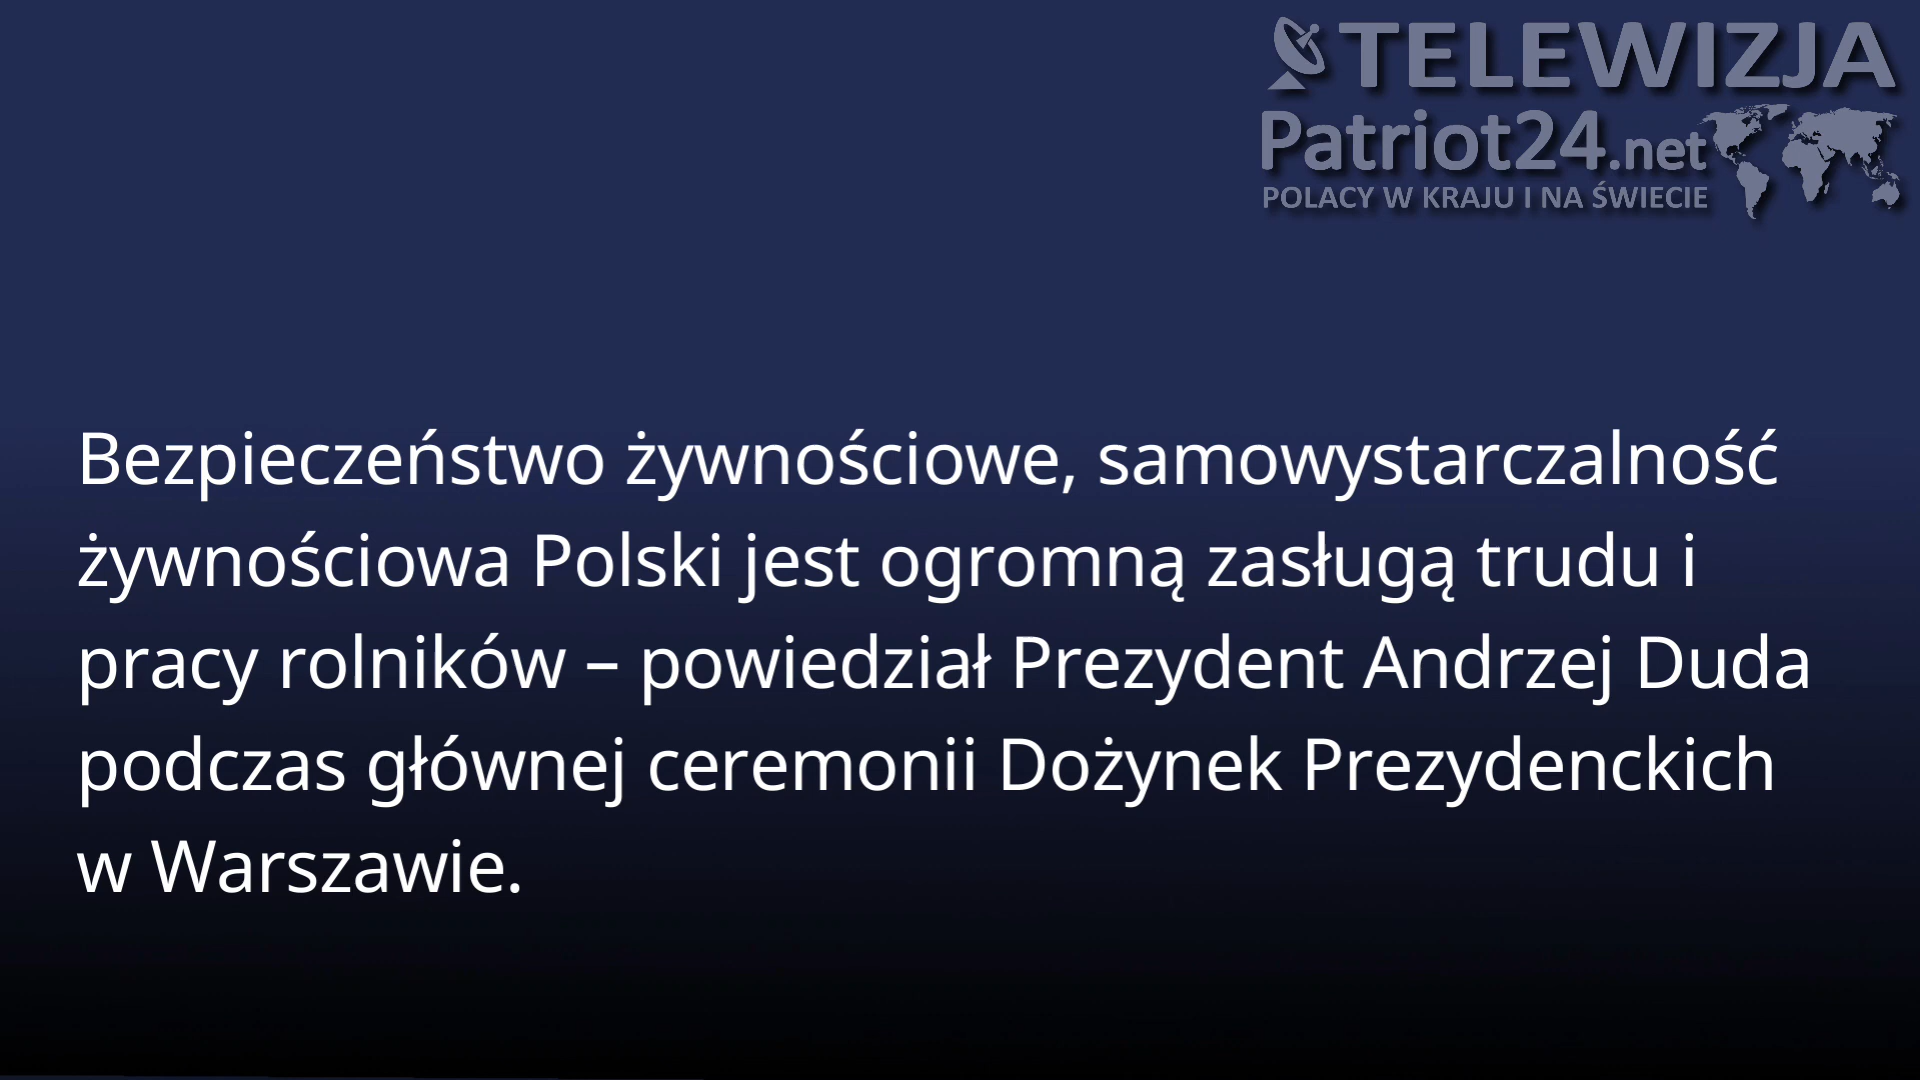 TELEWIZJA
Patriot24.net
POLACY W KRAJU I NA ŚWIECIE
Bezpieczeństwo żywnościowe, samowystarczalność
żywnościowa Polski jest ogromną zasługą trudu i
pracy rolników – powiedział Prezydent Andrzej Duda
podczas głównej ceremonii Dożynek Prezydenckich
w Warszawie.